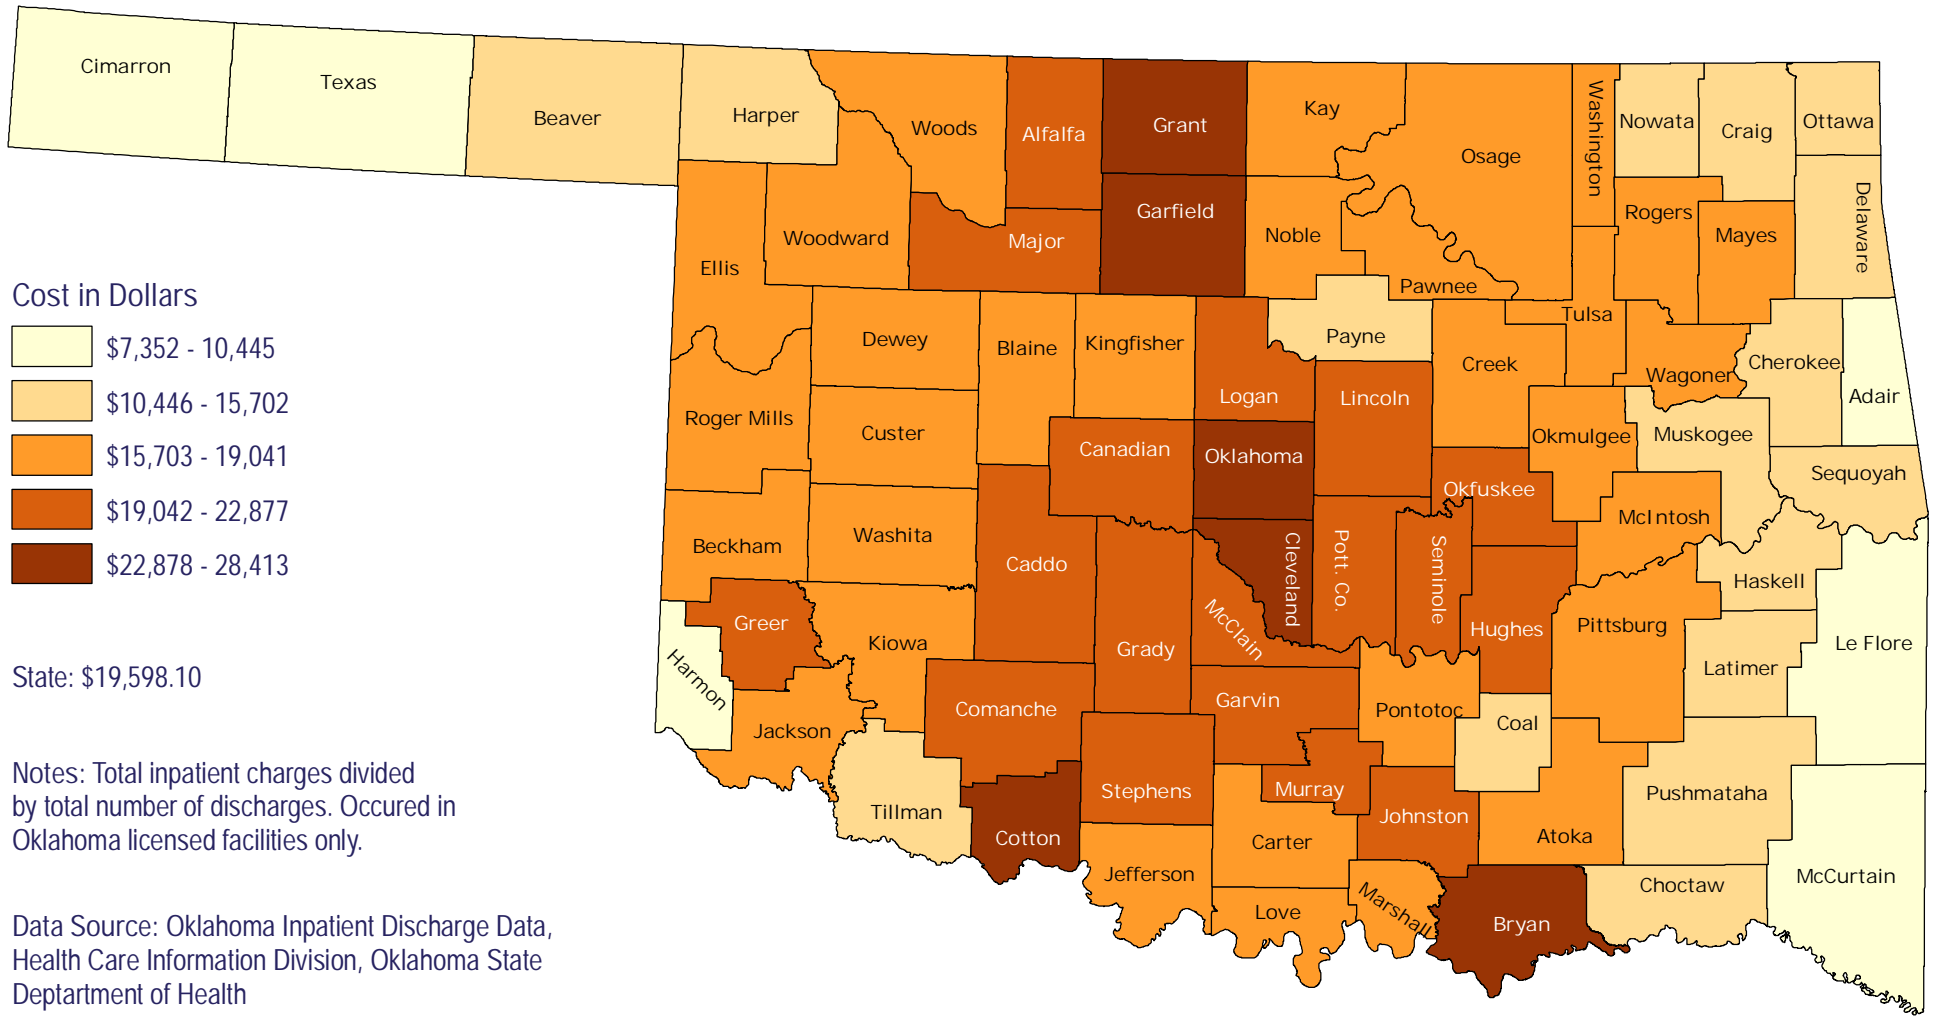 Cimarron
Texas
Beaver
Harper
Woods
Alfalfa
Grant
Kay
Osage
Washington
Nowata
Craig
Ottawa
Delaware
Ellis
Woodward
Major
Garfield
Noble
Pawnee
Rogers
Mayes
Tulsa
Dewey
Blaine
Kingfisher
Logan
Payne
Lincoln
Creek
Wagoner
Cherokee
Adair
Roger Mills
Custer
Canadian
Oklahoma
Okmulgee
Muskogee
Sequoyah
Okfuskee
McIntosh
Beckham
Washita
Caddo
Cleveland
Pott. Co.
Seminole
Haskell
Greer
Kiowa
Grady
McClain
Hughes
Pittsburg
Le Flore
Latimer
Harmon
Jackson
Comanche
Garvin
Pontotoc
Coal
Tillman
Stephens
Murray
Johnston
Pushmataha
Cotton
Carter
Atoka
Jefferson
Love
Marshall
Bryan
Choctaw
McCurtain
Cost in Dollars
$7,352 - 10,445
$10,446 - 15,702
$15,703 - 19,041
$19,042 - 22,877
$22,878 - 28,413
State: $19,598.10
Notes: Total inpatient charges divided
by total number of discharges. Occured in
Oklahoma licensed facilities only.
Data Source: Oklahoma Inpatient Discharge Data,
Health Care Information Division, Oklahoma State
Deptartment of Health